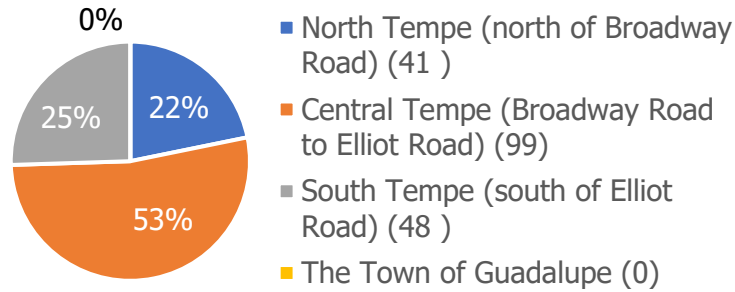 0%
22%
25%
53%
North Tempe (north of Broadway
Road) (41 )
Central Tempe (Broadway Road
to Elliot Road) (99)
South Tempe (south of Elliot
Road) (48 )
The Town of Guadalupe (0)